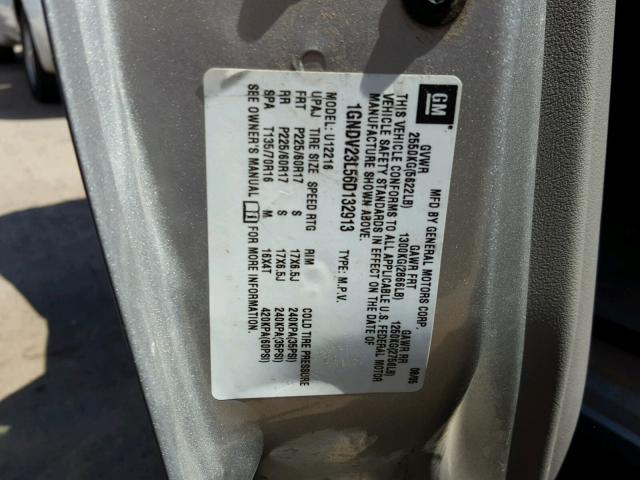 GM
MFD BY GENERAL MOTORS CORP. 08/05
GVWR GAWR FRT GAWR RR
2550KG(5622LB) 1300KG(2866LB) 1250KG(2756LB)
THIS VEHICLE CONFORMS TO ALL APPLICABLE U.S. FEDERAL MOTOR
VEHICLE SAFETY STANDARDS IN EFFECT ON THE DATE OF
MANUFACTURE SHOWN ABOVE.
1GNDV23L56D132913 TYPE: M.P.V.
MODEL: U12216
UPAJ TIRE SIZE SPEED RTG RIM COLD TIRE PRESSURE
FRT P225/60R17 S 17X6.5J 240KPA(35PSI)
RR P225/60R17 S 17X6.5J 240KPA(35PSI)
SPA T135/70R16 M 16X4T 420KPA(60PSI)
SEE OWNER'S MANUAL FOR MORE INFORMATION.